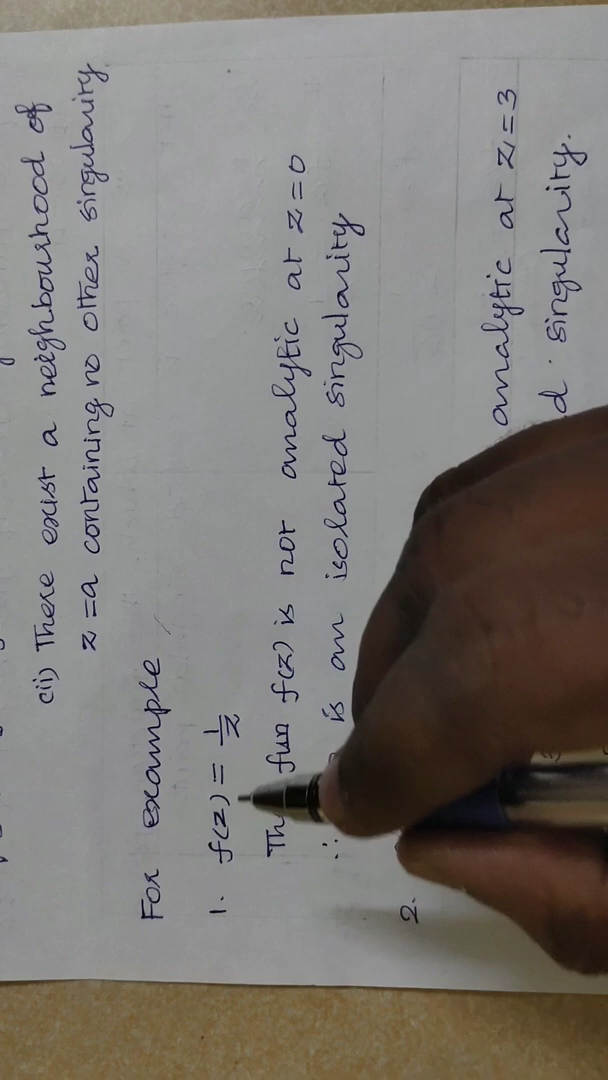 (ii) There exist a neighbourhood of
z = a containing no other singularity
For example
1. f(z) = 1/z
The fun f(z) is not analytic at z = 0
∴ is an isolated singularity
2. analytic at z = 3
singularity.